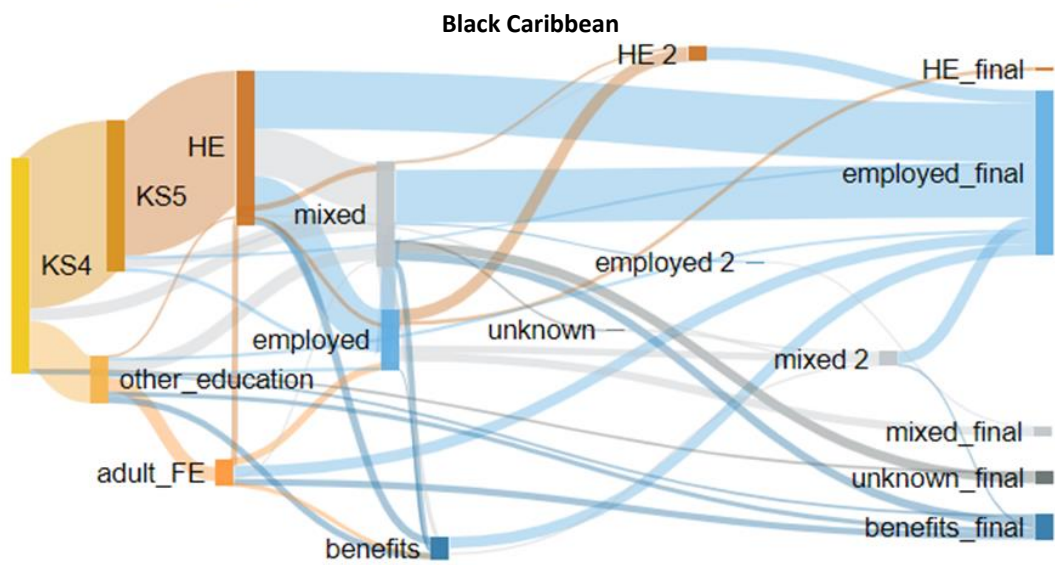 Black Caribbean
HE 2
HE_final
HE
employed_final
KS5
mixed
KS4
employed 2
unknown
employed
mixed 2
other_education
mixed_final
adult_FE
unknown_final
benefits_final
benefits